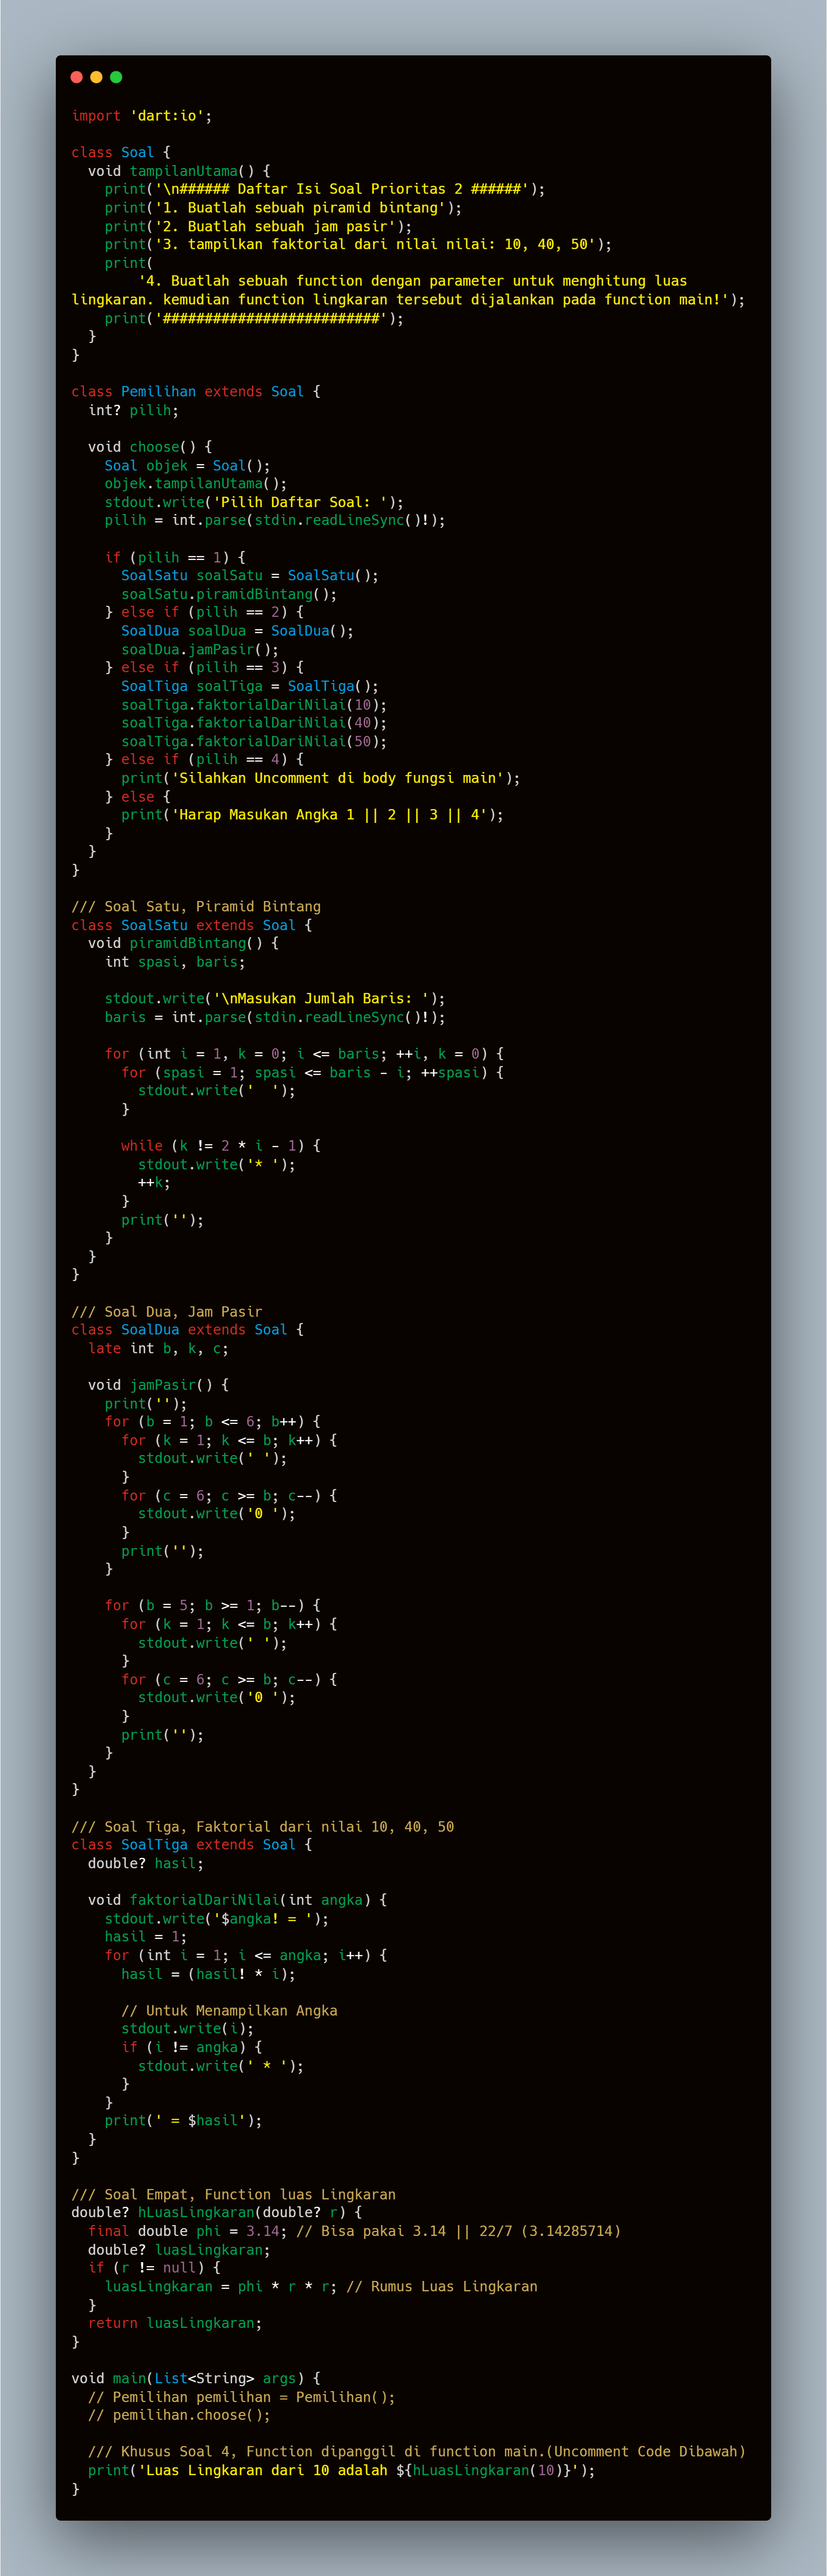 import 'dart:io';

class Soal {
  void tampilanUtama() {
    print('\n###### Daftar Isi Soal Prioritas 2 ######');
    print('1. Buatlah sebuah piramid bintang');
    print('2. Buatlah sebuah jam pasir');
    print('3. tampilkan faktorial dari nilai nilai: 10, 40, 50');
    print(
        '4. Buatlah sebuah function dengan parameter untuk menghitung luas
lingkaran. kemudian function lingkaran tersebut dijalankan pada function main!');
    print('##########################');
  }
}

class Pemilihan extends Soal {
  int? pilih;

  void choose() {
    Soal objek = Soal();
    objek.tampilanUtama();
    stdout.write('Pilih Daftar Soal: ');
    pilih = int.parse(stdin.readLineSync()!);

    if (pilih == 1) {
      SoalSatu soalSatu = SoalSatu();
      soalSatu.piramidBintang();
    } else if (pilih == 2) {
      SoalDua soalDua = SoalDua();
      soalDua.jamPasir();
    } else if (pilih == 3) {
      SoalTiga soalTiga = SoalTiga();
      soalTiga.faktorialDariNilai(10);
      soalTiga.faktorialDariNilai(40);
      soalTiga.faktorialDariNilai(50);
    } else if (pilih == 4) {
      print('Silahkan Uncomment di body fungsi main');
    } else {
      print('Harap Masukan Angka 1 || 2 || 3 || 4');
    }
  }
}

/// Soal Satu, Piramid Bintang
class SoalSatu extends Soal {
  void piramidBintang() {
    int spasi, baris;

    stdout.write('\nMasukan Jumlah Baris: ');
    baris = int.parse(stdin.readLineSync()!);

    for (int i = 1, k = 0; i <= baris; ++i, k = 0) {
      for (spasi = 1; spasi <= baris - i; ++spasi) {
        stdout.write('  ');
      }

      while (k != 2 * i - 1) {
        stdout.write('* ');
        ++k;
      }
      print('');
    }
  }
}

/// Soal Dua, Jam Pasir
class SoalDua extends Soal {
  late int b, k, c;

  void jamPasir() {
    print('');
    for (b = 1; b <= 6; b++) {
      for (k = 1; k <= b; k++) {
        stdout.write(' ');
      }
      for (c = 6; c >= b; c--) {
        stdout.write('0 ');
      }
      print('');
    }

    for (b = 5; b >= 1; b--) {
      for (k = 1; k <= b; k++) {
        stdout.write(' ');
      }
      for (c = 6; c >= b; c--) {
        stdout.write('0 ');
      }
      print('');
    }
  }
}

/// Soal Tiga, Faktorial dari nilai 10, 40, 50
class SoalTiga extends Soal {
  double? hasil;

  void faktorialDariNilai(int angka) {
    stdout.write('$angka! = ');
    hasil = 1;
    for (int i = 1; i <= angka; i++) {
      hasil = (hasil! * i);

      // Untuk Menampilkan Angka
      stdout.write(i);
      if (i != angka) {
        stdout.write(' * ');
      }
    }
    print(' = $hasil');
  }
}

/// Soal Empat, Function luas Lingkaran
double? hLuasLingkaran(double? r) {
  final double phi = 3.14; // Bisa pakai 3.14 || 22/7 (3.14285714)
  double? luasLingkaran;
  if (r != null) {
    luasLingkaran = phi * r * r; // Rumus Luas Lingkaran
  }
  return luasLingkaran;
}

void main(List<String> args) {
  // Pemilihan pemilihan = Pemilihan();
  // pemilihan.choose();

  /// Khusus Soal 4, Function dipanggil di function main.(Uncomment Code Dibawah)
  print('Luas Lingkaran dari 10 adalah ${hLuasLingkaran(10)}');
}